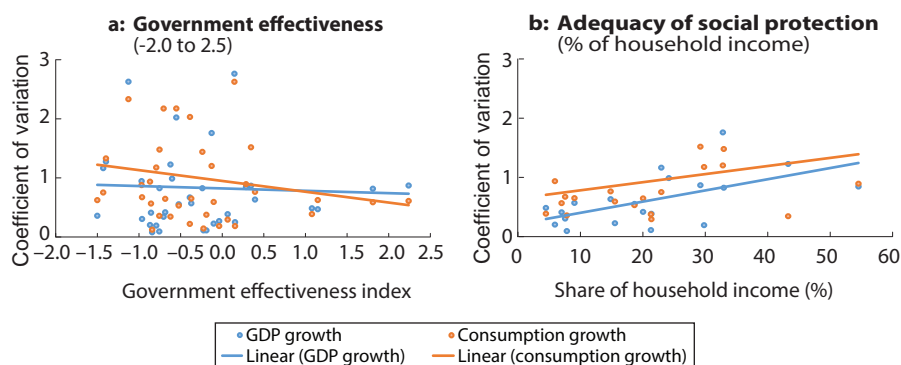 a: Government effectiveness
(-2.0 to 2.5)
3
2
1
0
−2.0 −1.5 −1.0 −0.5 0.0 0.5 1.0 1.5 2.0 2.5
Coefficient of variation
Government effectiveness index
b: Adequacy of social protection
(% of household income)
3
2
1
0
0 10 20 30 40 50 60
Coefficient of variation
Share of household income (%)
GDP growth
Consumption growth
Linear (GDP growth)
Linear (consumption growth)